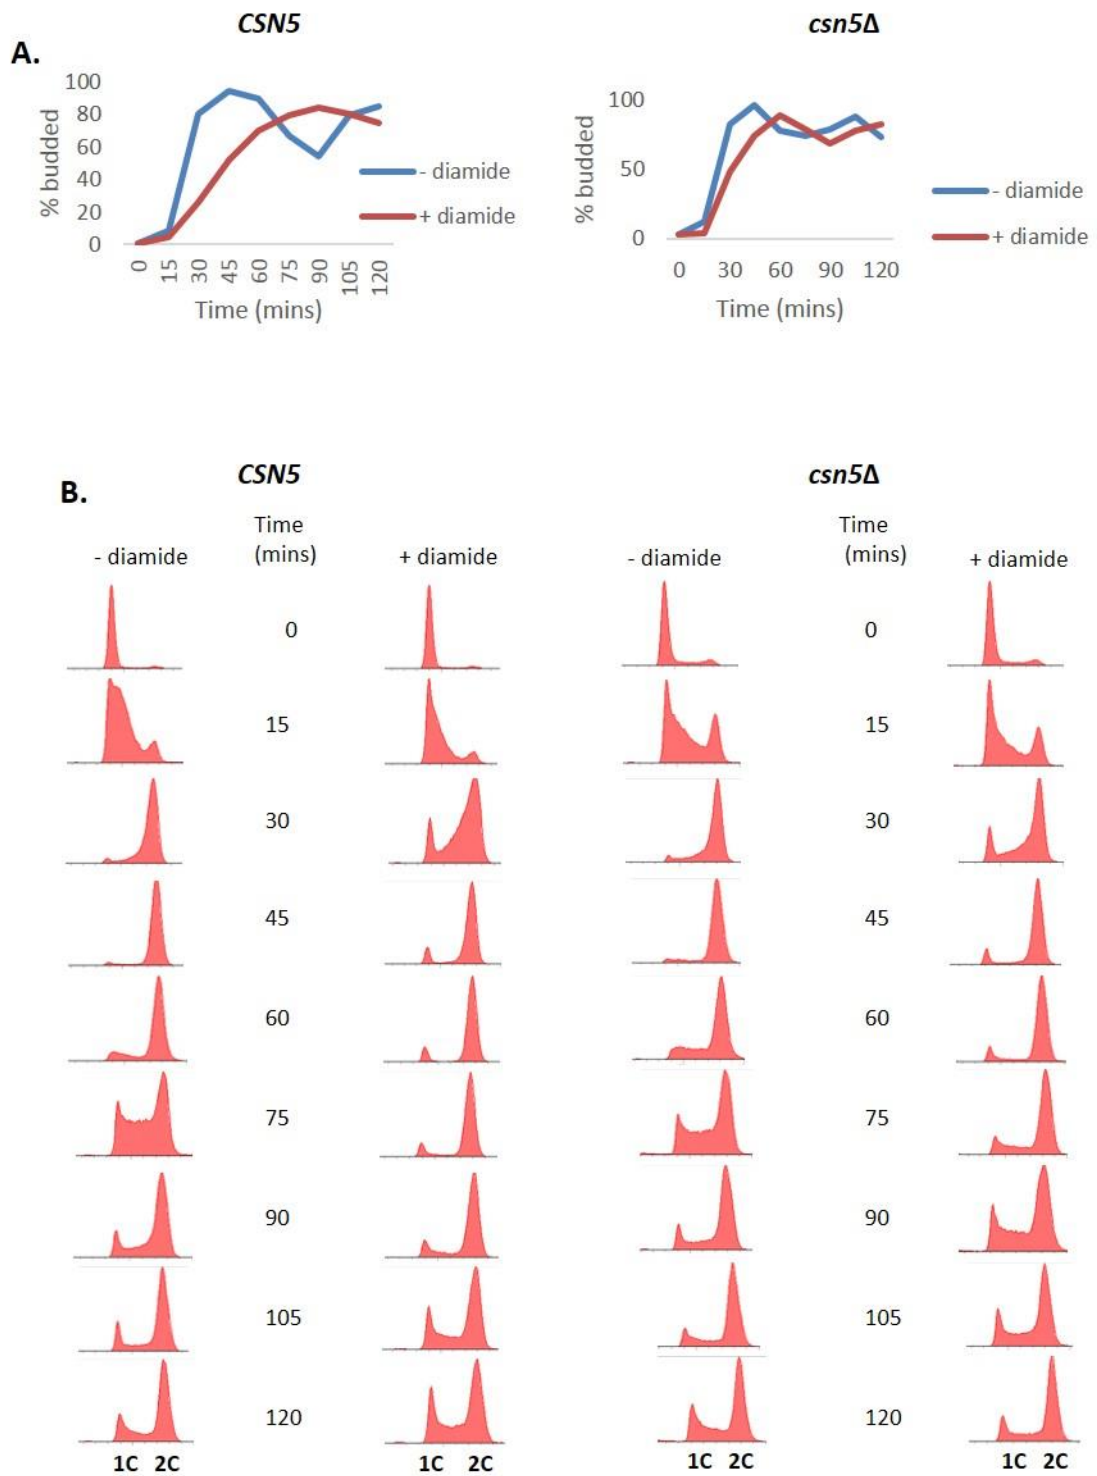 CSN5
csn5Δ
A.
100
80
60
40
20
0
% budded
0 15 30 45 60 75 90 105 120
Time (mins)
- diamide
+ diamide
100
50
0
% budded
0 30 60 90 120
Time (mins)
- diamide
+ diamide
CSN5
csn5Δ
B.
Time
(mins)
- diamide
+ diamide
Time
(mins)
- diamide
+ diamide
0 0
15 15
30 30
45 45
60 60
75 75
90 90
105 105
120 120
1C 2C 1C 2C 1C 2C 1C 2C